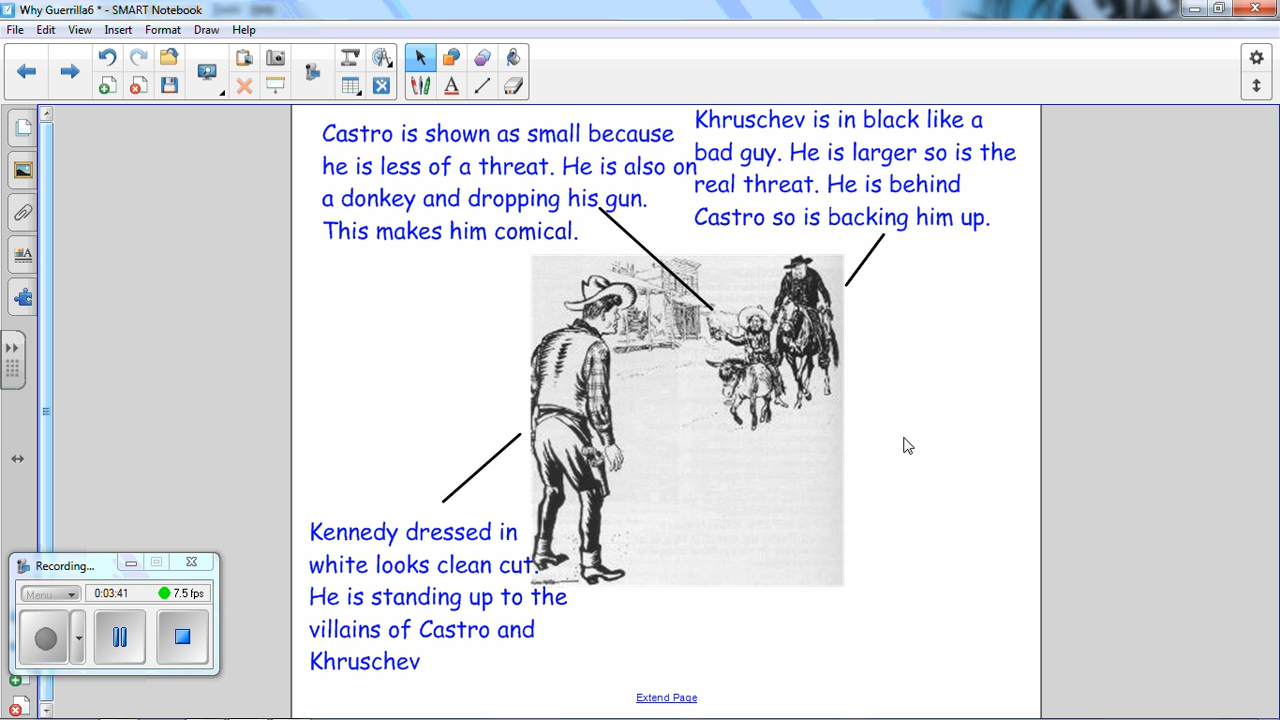 Why Guerrilla6 * - SMART Notebook
File Edit View Insert Format Draw Help
Castro is shown as small because
he is less of a threat. He is also on
a donkey and dropping his gun.
This makes him comical.
Khruschev is in black like a
bad guy. He is larger so is the
real threat. He is behind
Castro so is backing him up.
Kennedy dressed in
white looks clean cut.
He is standing up to the
villains of Castro and
Khruschev
Recording...
Menu 0:03:41 7.5 fps
Extend Page